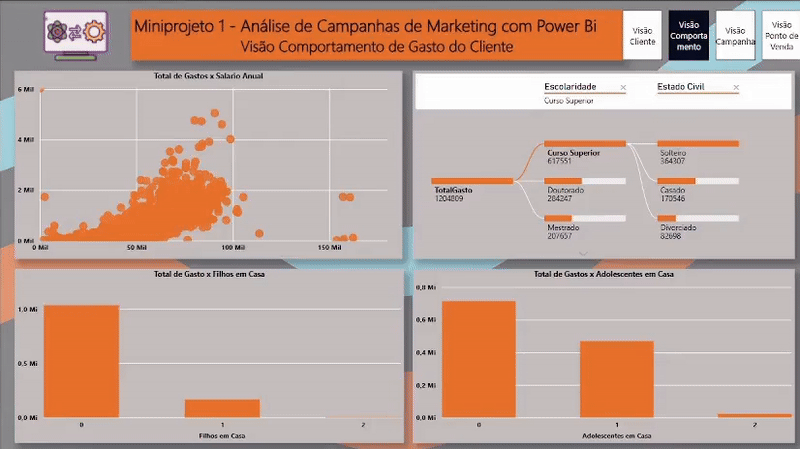 Miniprojeto 1 - Análise de Campanhas de Marketing com Power Bi
Visão Comportamento de Gasto do Cliente
Visão
Cliente
Visão
Comporta
mento
Visão
Campanha
Visão
Ponto de
Venda
Total de Gastos x Salario Anual
6 Mil
4 Mil
2 Mil
0 Mil
0 Mil
50 Mil
100 Mil
150 Mil
Escolaridade
Curso Superior
Estado Civil
TotalGasto
1204809
Curso Superior
617551
Doutorado
284247
Mestrado
207657
Solteiro
364307
Casado
170546
Divorciado
82698
Total de Gasto x Filhos em Casa
1,0 Mi
0,5 Mi
0,0 Mi
0
1
2
Filhos em Casa
Total de Gastos x Adolescentes em Casa
0,8 Mi
0,6 Mi
0,4 Mi
0,2 Mi
0,0 Mi
0
1
2
Adolescentes em Casa